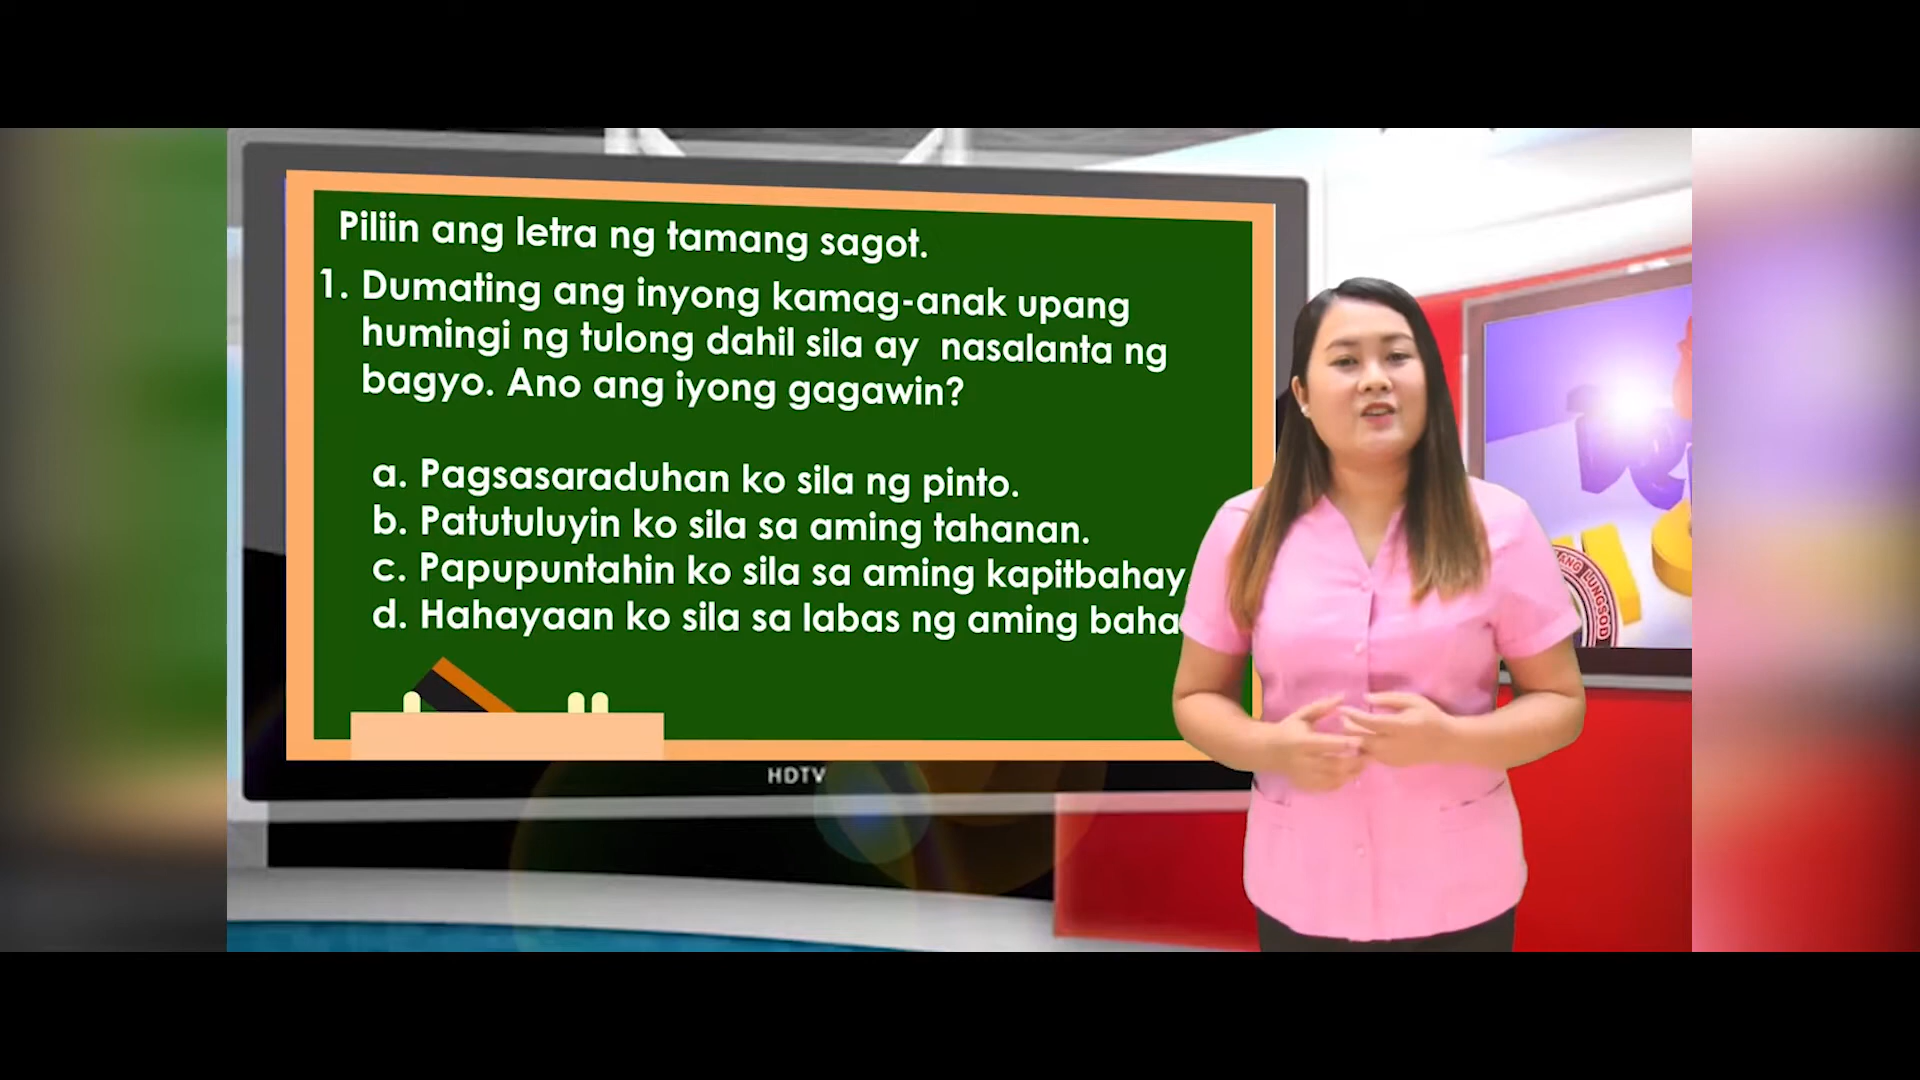 Piliin ang letra ng tamang sagot.
1. Dumating ang inyong kamag-anak upang
humingi ng tulong dahil sila ay nasalanta ng
bagyo. Ano ang iyong gagawin?
a. Pagsasaraduhan ko sila ng pinto.
b. Patutuluyin ko sila sa aming tahanan.
c. Papupuntahin ko sila sa aming kapitbahay
d. Hahayaan ko sila sa labas ng aming baha
HDTV
ANG LUNGSOD